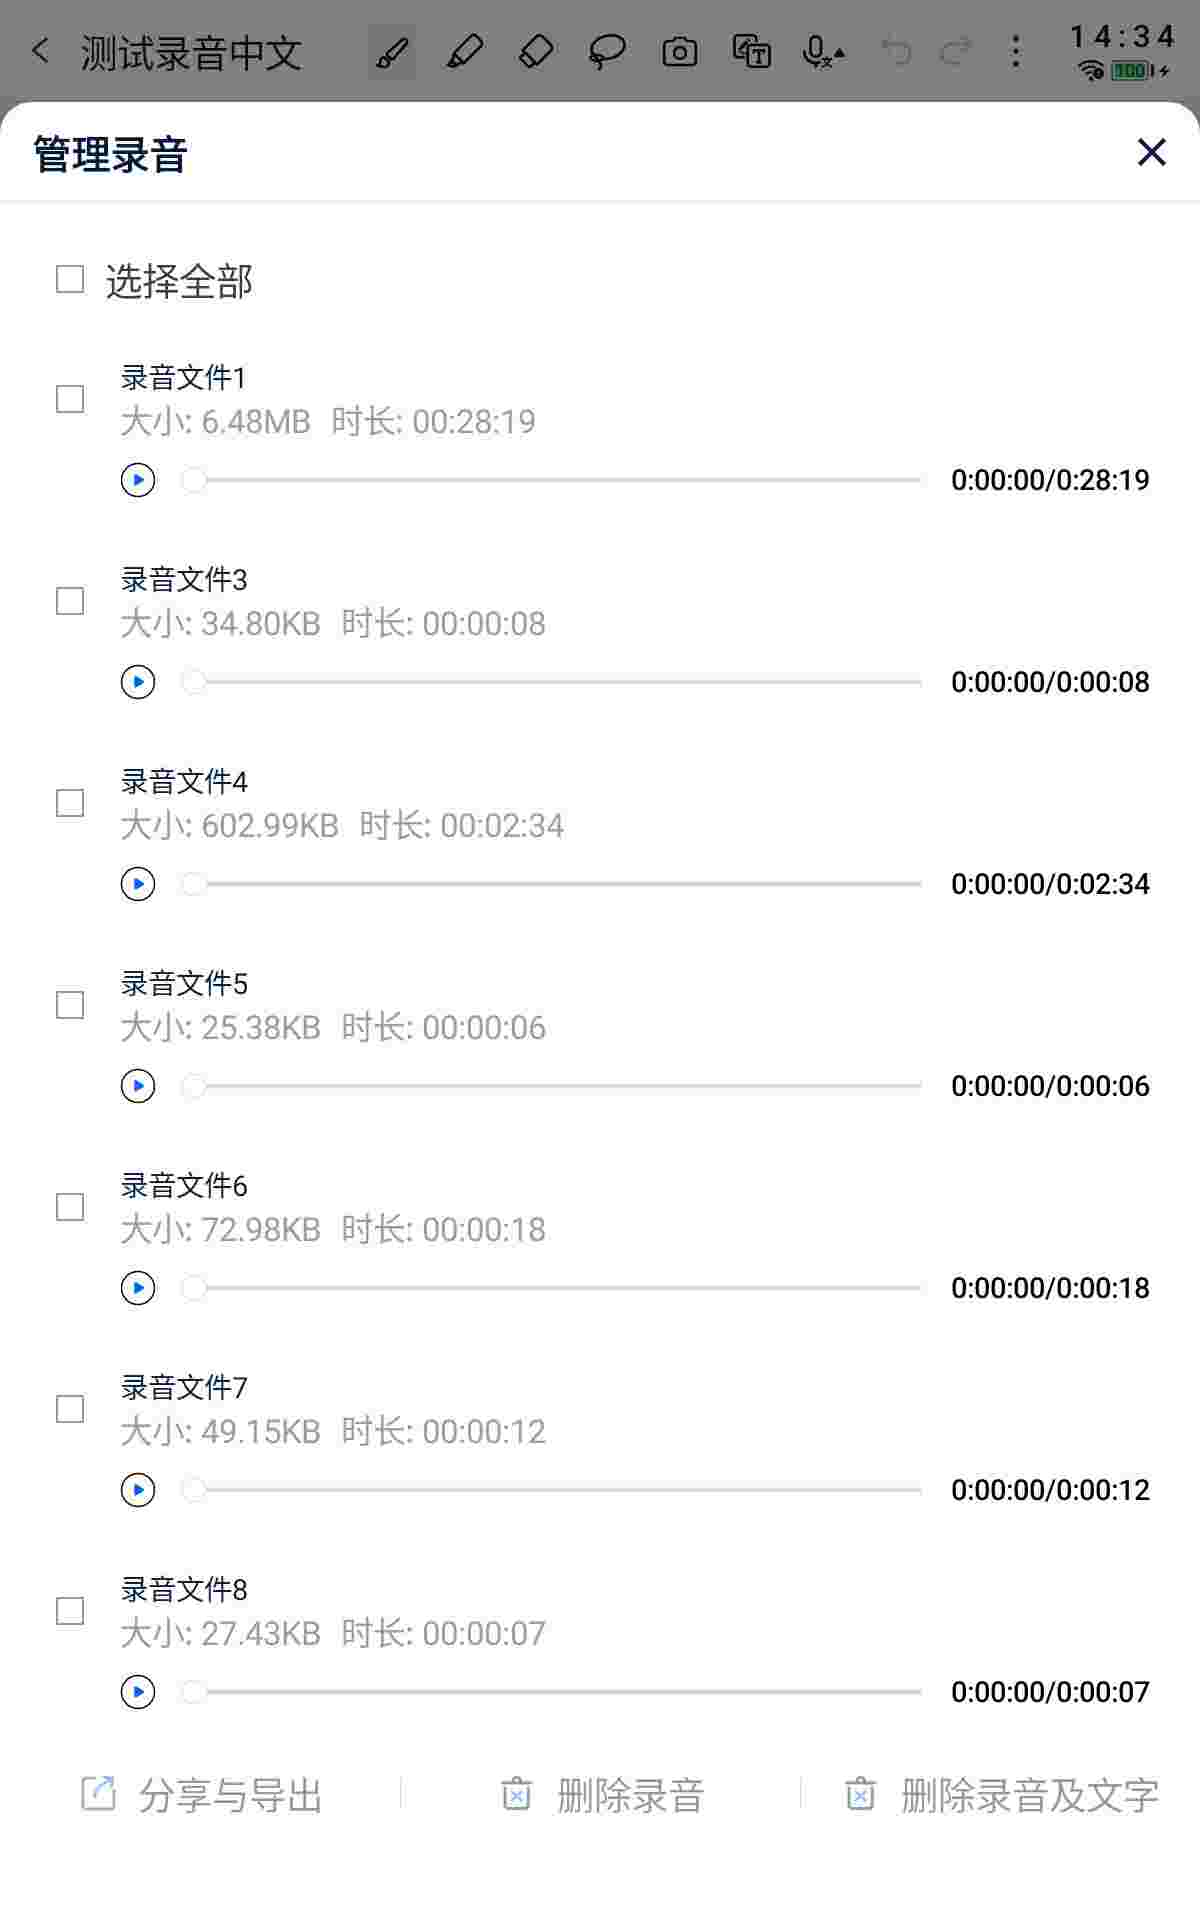 测试录音中文
14:34
100
管理录音
选择全部
录音文件1
大小: 6.48MB 时长: 00:28:19
0:00:00/0:28:19
录音文件3
大小: 34.80KB 时长: 00:00:08
0:00:00/0:00:08
录音文件4
大小: 602.99KB 时长: 00:02:34
0:00:00/0:02:34
录音文件5
大小: 25.38KB 时长: 00:00:06
0:00:00/0:00:06
录音文件6
大小: 72.98KB 时长: 00:00:18
0:00:00/0:00:18
录音文件7
大小: 49.15KB 时长: 00:00:12
0:00:00/0:00:12
录音文件8
大小: 27.43KB 时长: 00:00:07
0:00:00/0:00:07
分享与导出 删除录音 删除录音及文字